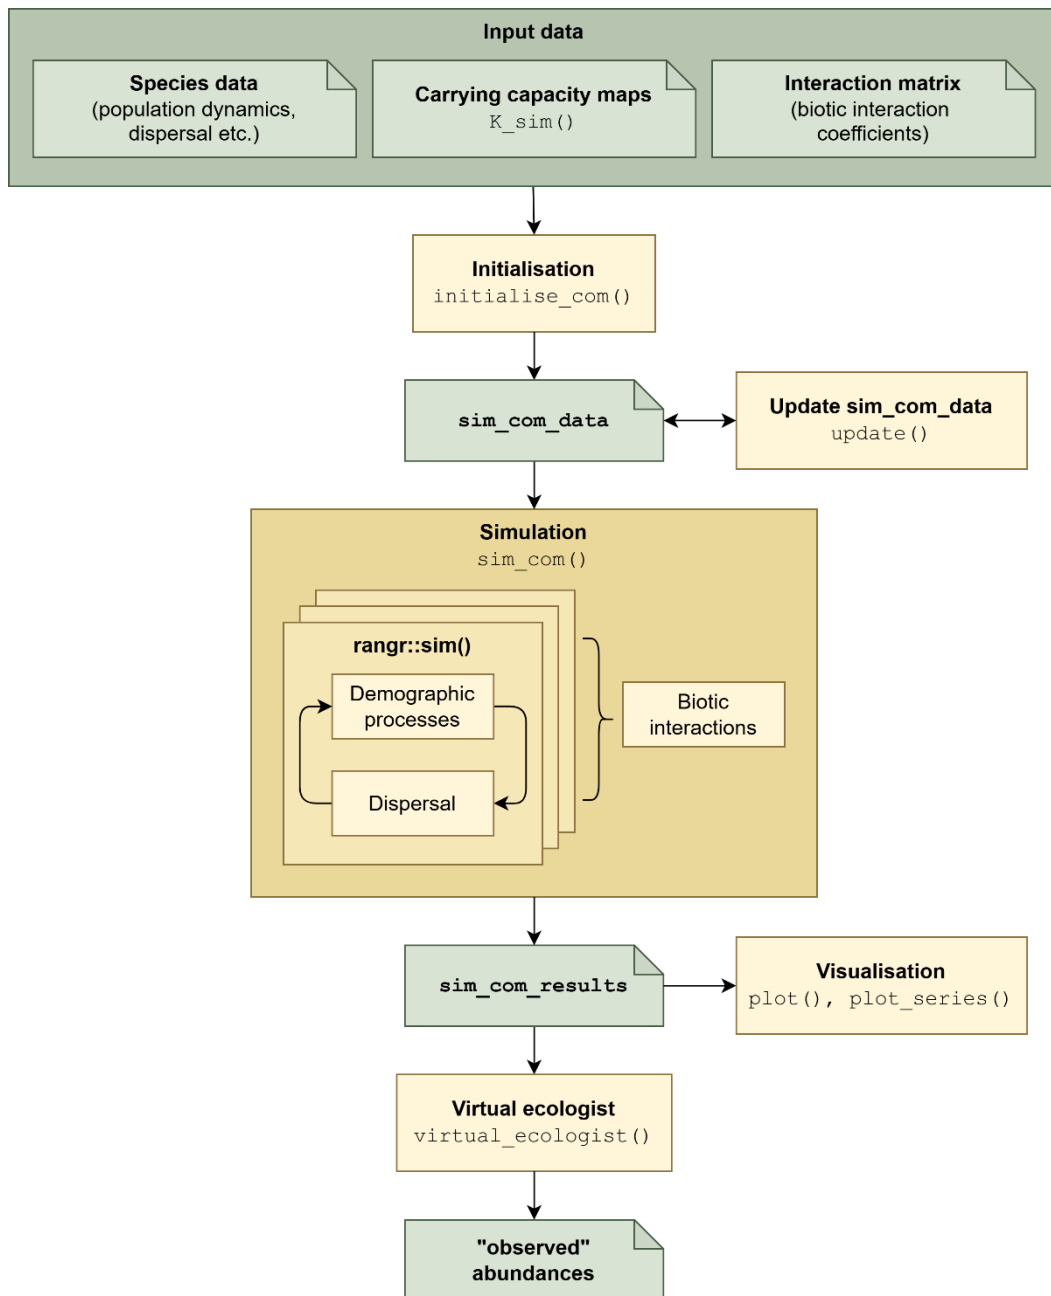 Input data
Species data
(population dynamics,
dispersal etc.)
Carrying capacity maps
K_sim()
Interaction matrix
(biotic interaction
coefficients)
Initialisation
initialise_com()
sim_com_data
Update sim_com_data
update()
Simulation
sim_com()
rangr::sim()
Demographic
processes
Dispersal
Biotic
interactions
sim_com_results
Visualisation
plot(), plot_series()
Virtual ecologist
virtual_ecologist()
"observed"
abundances